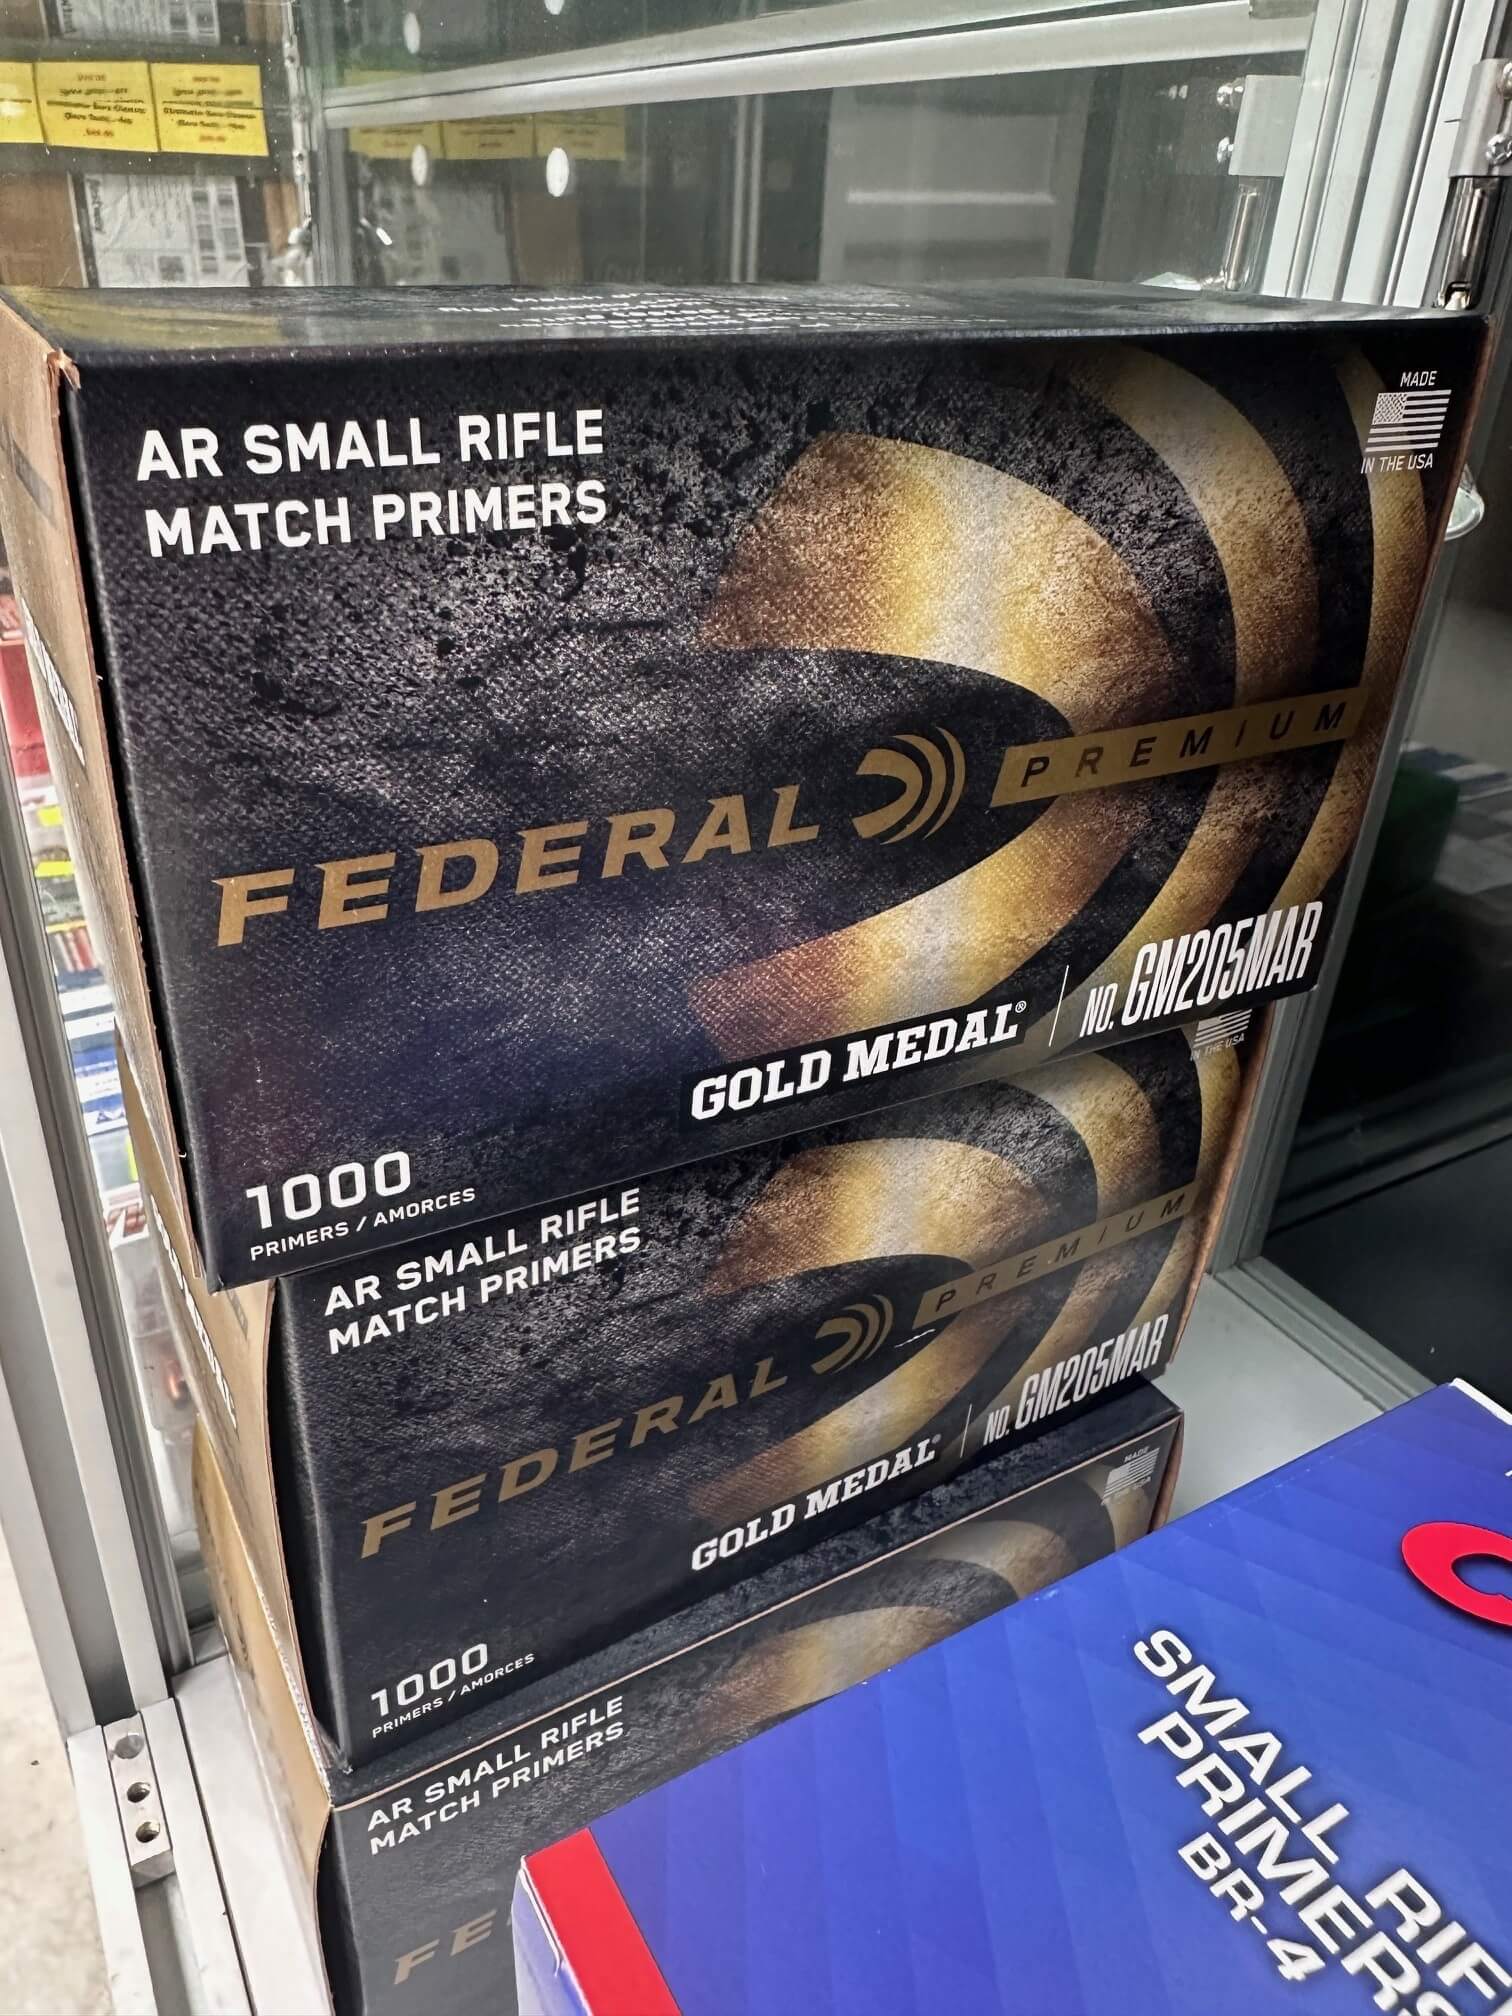 AR SMALL RIFLE
MATCH PRIMERS
MADE
IN THE USA
FEDERAL PREMIUM
GOLD MEDAL® NO. GM205MAR
1000
PRIMERS / AMORCES
IN THE USA
AR SMALL RIFLE
MATCH PRIMERS
FEDERAL PREMIUM
GOLD MEDAL® NO. GM205MAR
1000
PRIMERS / AMORCES
MADE
AR SMALL RIFLE
MATCH PRIMERS
FE
SMALL RIF
PRIMERS
BR-4